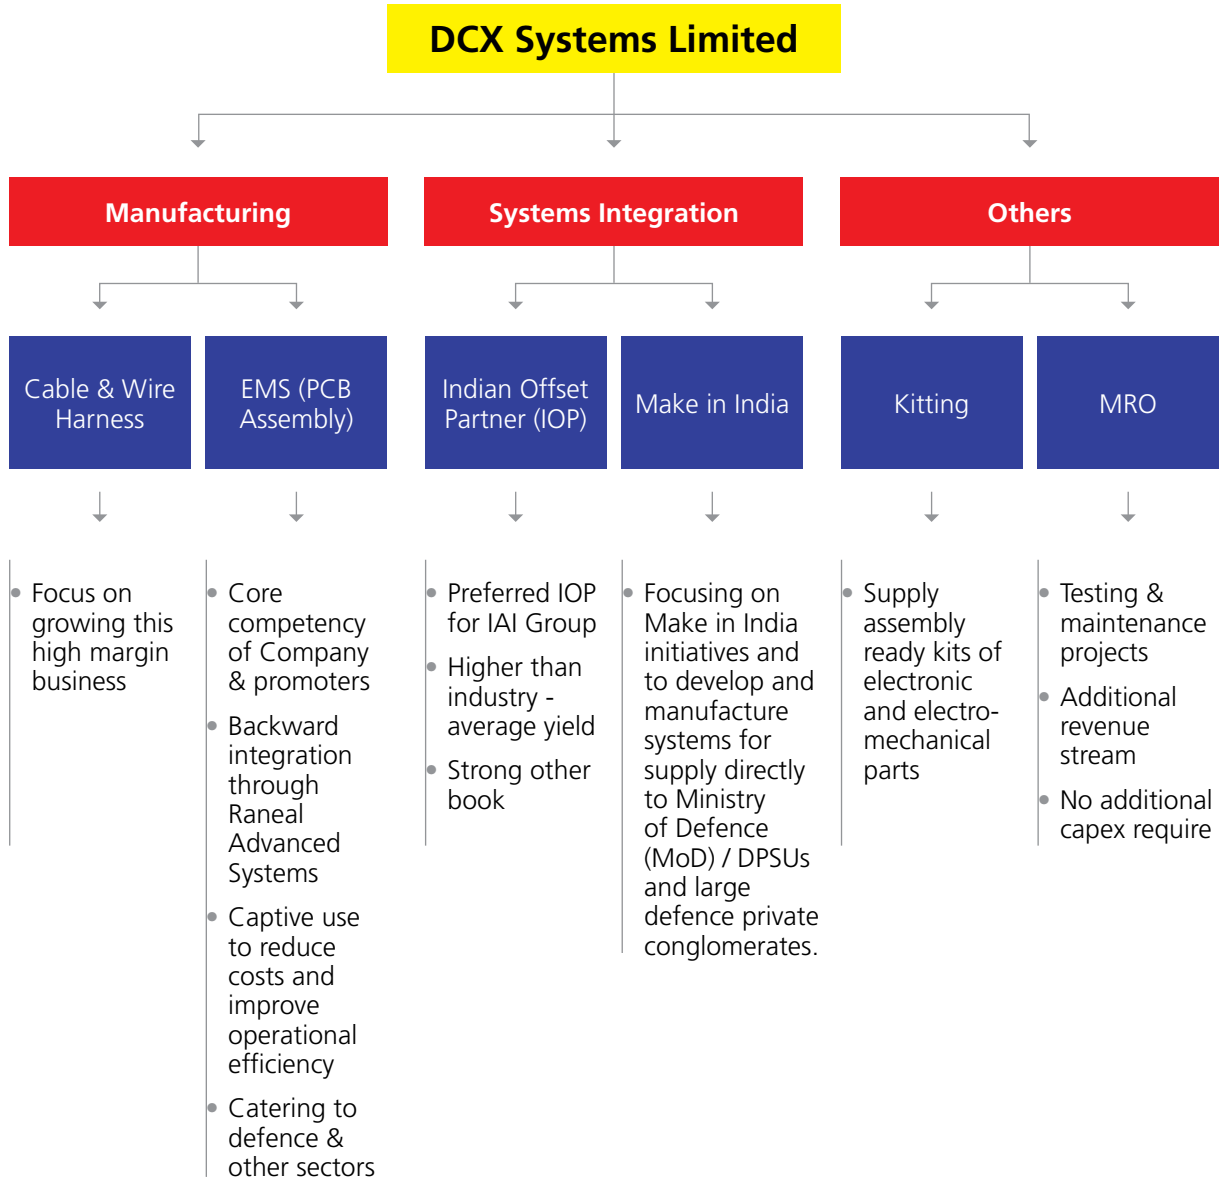 DCX Systems Limited
Manufacturing
Systems Integration
Others
Cable & Wire
Harness
EMS (PCB
Assembly)
Indian Offset
Partner (IOP)
Make in India
Kitting
MRO
• Focus on
growing this
high margin
business
• Core
competency
of Company
& promoters
• Backward
integration
through
Raneal
Advanced
Systems
• Captive use
to reduce
costs and
improve
operational
efficiency
• Catering to
defence &
other sectors
• Preferred IOP
for IAI Group
• Higher than
industry -
average yield
• Strong other
book
• Focusing on
Make in India
initiatives and
to develop and
manufacture
systems for
supply directly
to Ministry
of Defence
(MoD) / DPSUs
and large
defence private
conglomerates.
• Supply
assembly
ready kits of
electronic
and electro-
mechanical
parts
• Testing &
maintenance
projects
• Additional
revenue
stream
• No additional
capex require